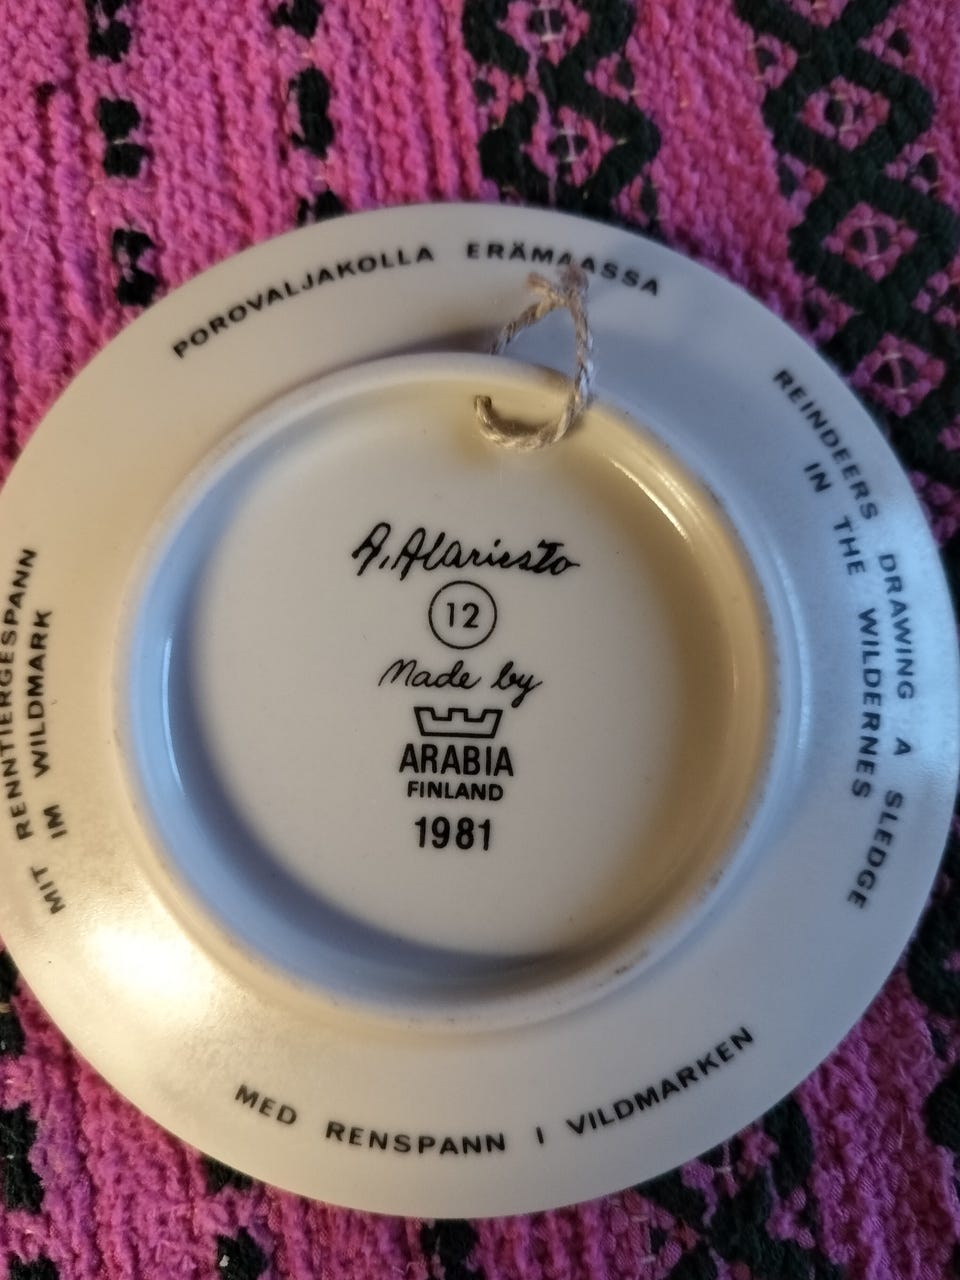 POROVALJAKOLLA ERÄMAASSA
REINDEERS DRAWING A SLEDGE
IN THE WILDERNES
A. Alariesto
12
Made by
ARABIA
FINLAND
1981
MED RENSPANN I VILDMARKEN
MIT RENNTIERGESPANN
IM WILDMARK